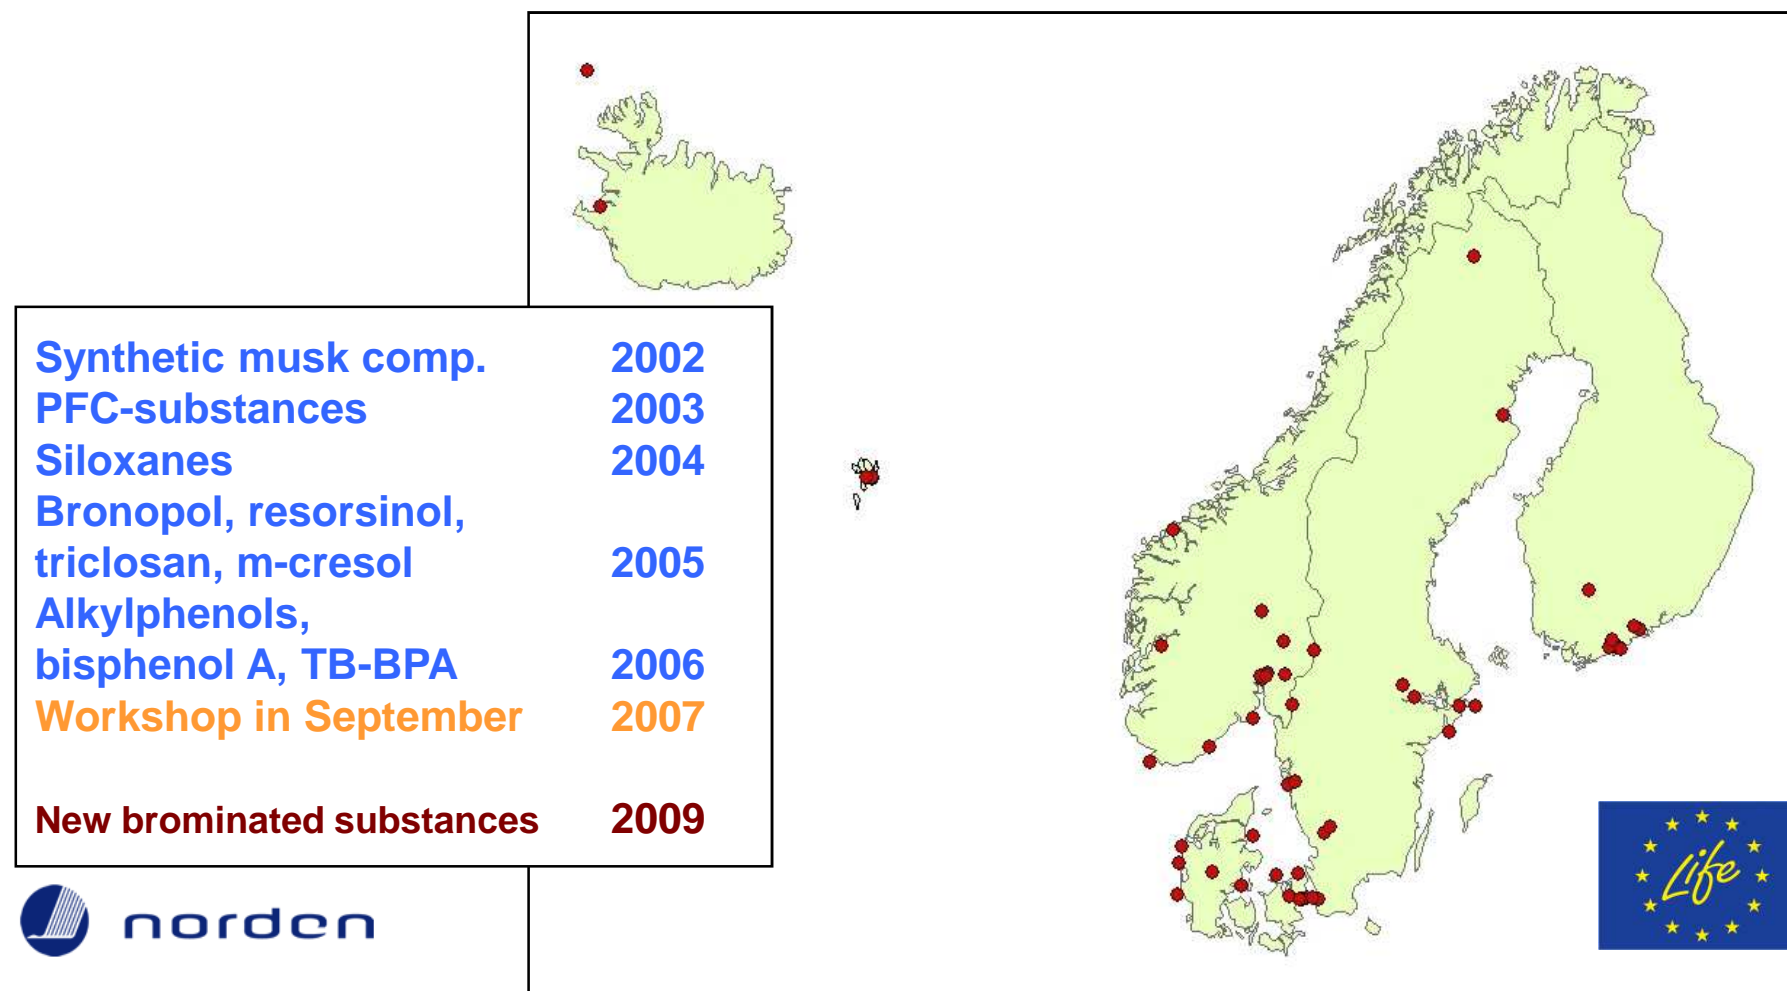 Synthetic musk comp. 2002
PFC-substances 2003
Siloxanes 2004
Bronopol, resorsinol,
triclosan, m-cresol 2005
Alkylphenols,
bisphenol A, TB-BPA 2006
Workshop in September 2007
New brominated substances 2009
norden
Life